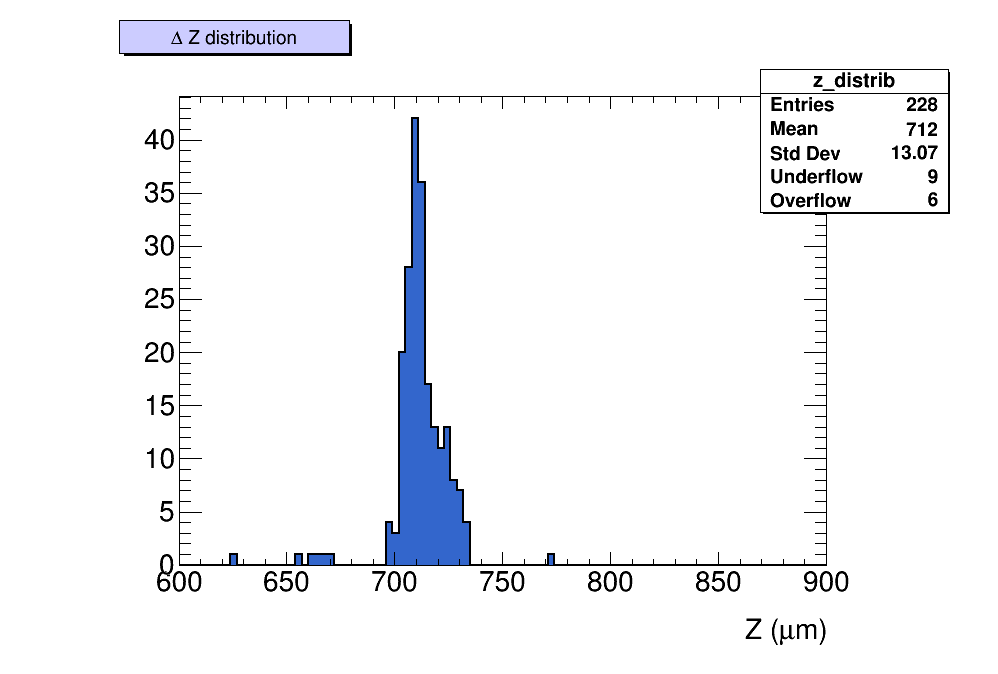 Δ Z distribution
z_distrib
Entries 228
Mean 712
Std Dev 13.07
Underflow 9
Overflow 6
40
35
30
25
20
15
10
5
0
600 650 700 750 800 850 900
Z (μm)